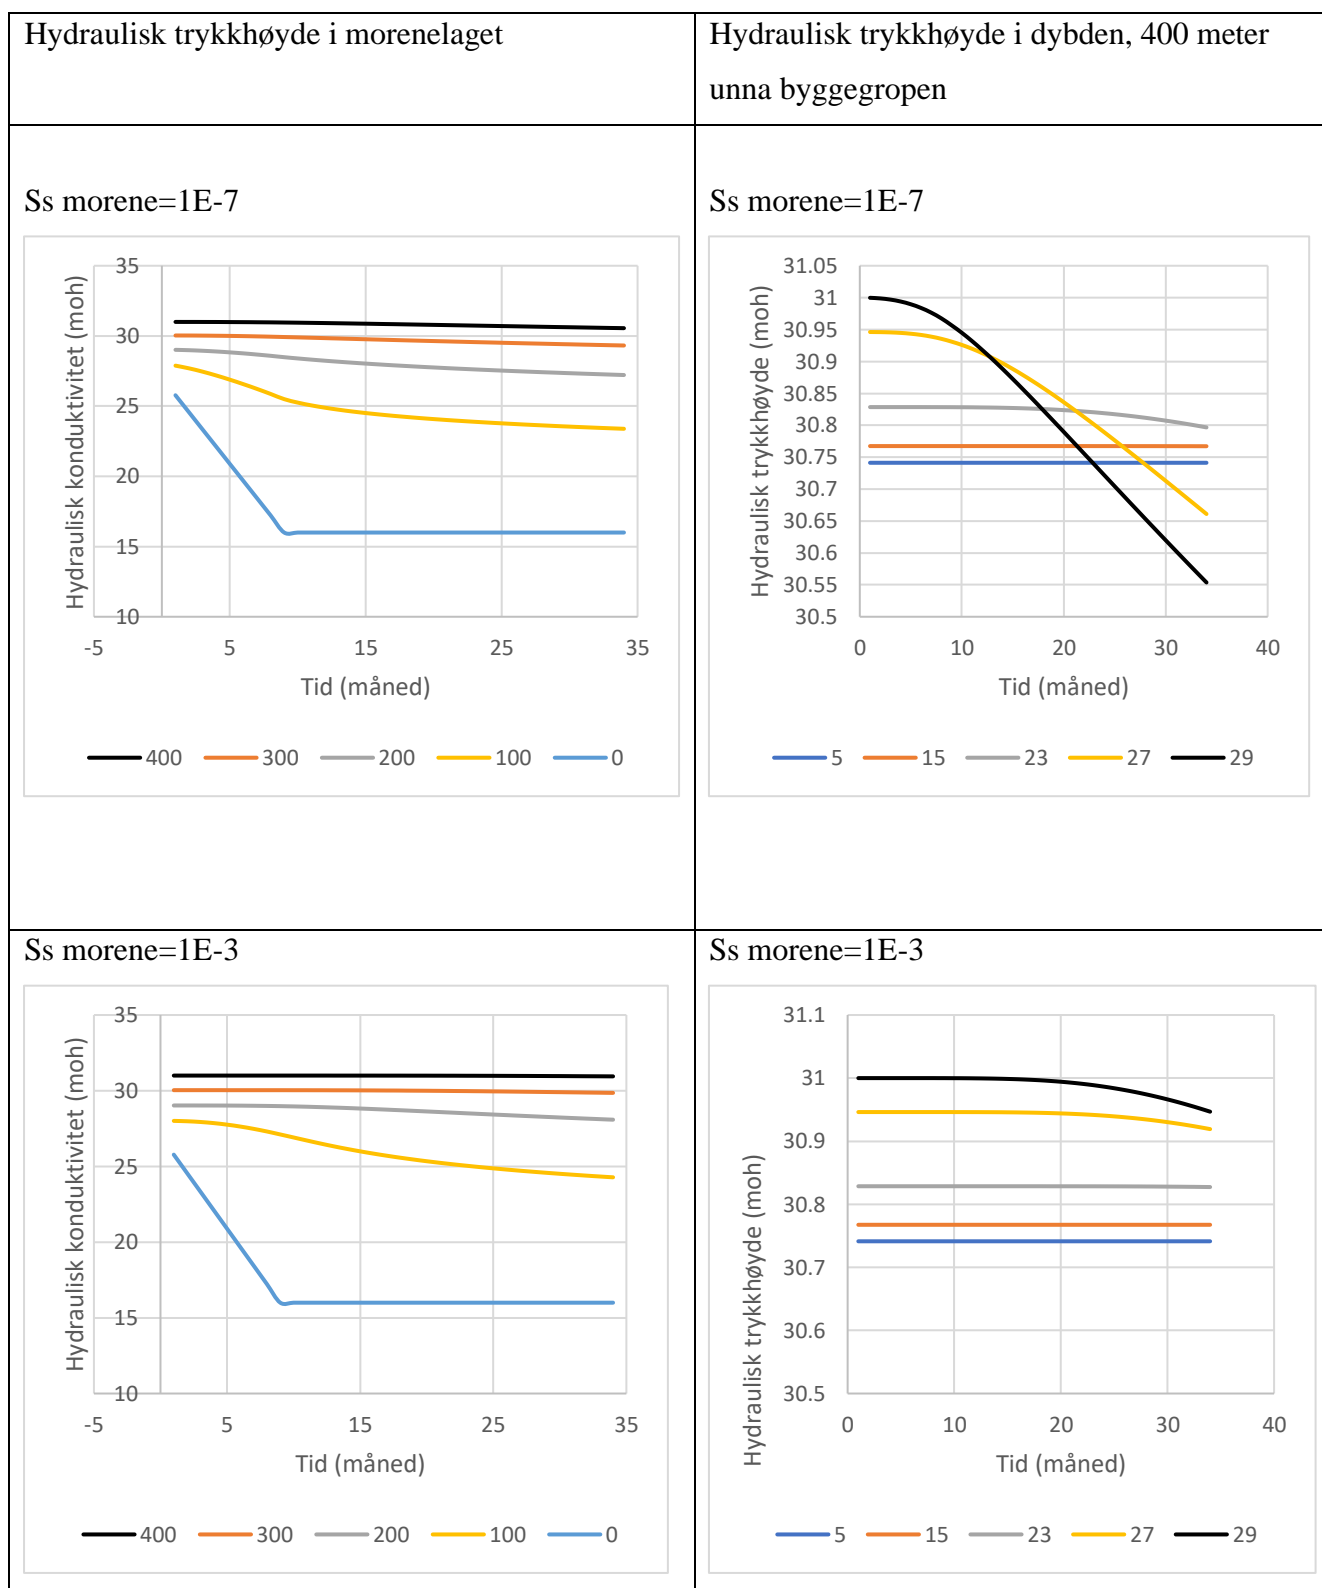 Hydraulisk trykkhøyde i morenelaget
Hydraulisk trykkhøyde i dybden, 400 meter
unna byggegropen
Ss morene=1E-7
Hydraulisk konduktivitet (moh)
35
30
25
20
15
10
-5 5 15 25 35
Tid (måned)
400 300 200 100 0
Ss morene=1E-7
Hydraulisk trykkhøyde (moh)
31.05
31
30.95
30.9
30.85
30.8
30.75
30.7
30.65
30.6
30.55
30.5
0 10 20 30 40
Tid (måned)
5 15 23 27 29
Ss morene=1E-3
Hydraulisk konduktivitet (moh)
35
30
25
20
15
10
-5 5 15 25 35
Tid (måned)
400 300 200 100 0
Ss morene=1E-3
Hydraulisk trykkhøyde (moh)
31.1
31
30.9
30.8
30.7
30.6
30.5
0 10 20 30 40
Tid (måned)
5 15 23 27 29